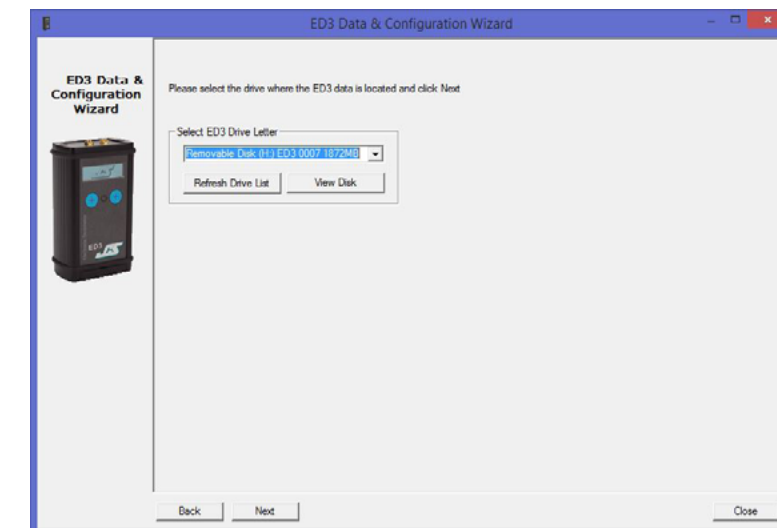 ED3 Data & Configuration Wizard
ED3 Data &
Configuration
Wizard
Please select the drive where the ED3 data is located and click Next
Select ED3 Drive Letter
Removable Disk (H:) ED3 0007 1872MB
Refresh Drive List
View Disk
ED3
Back
Next
Close